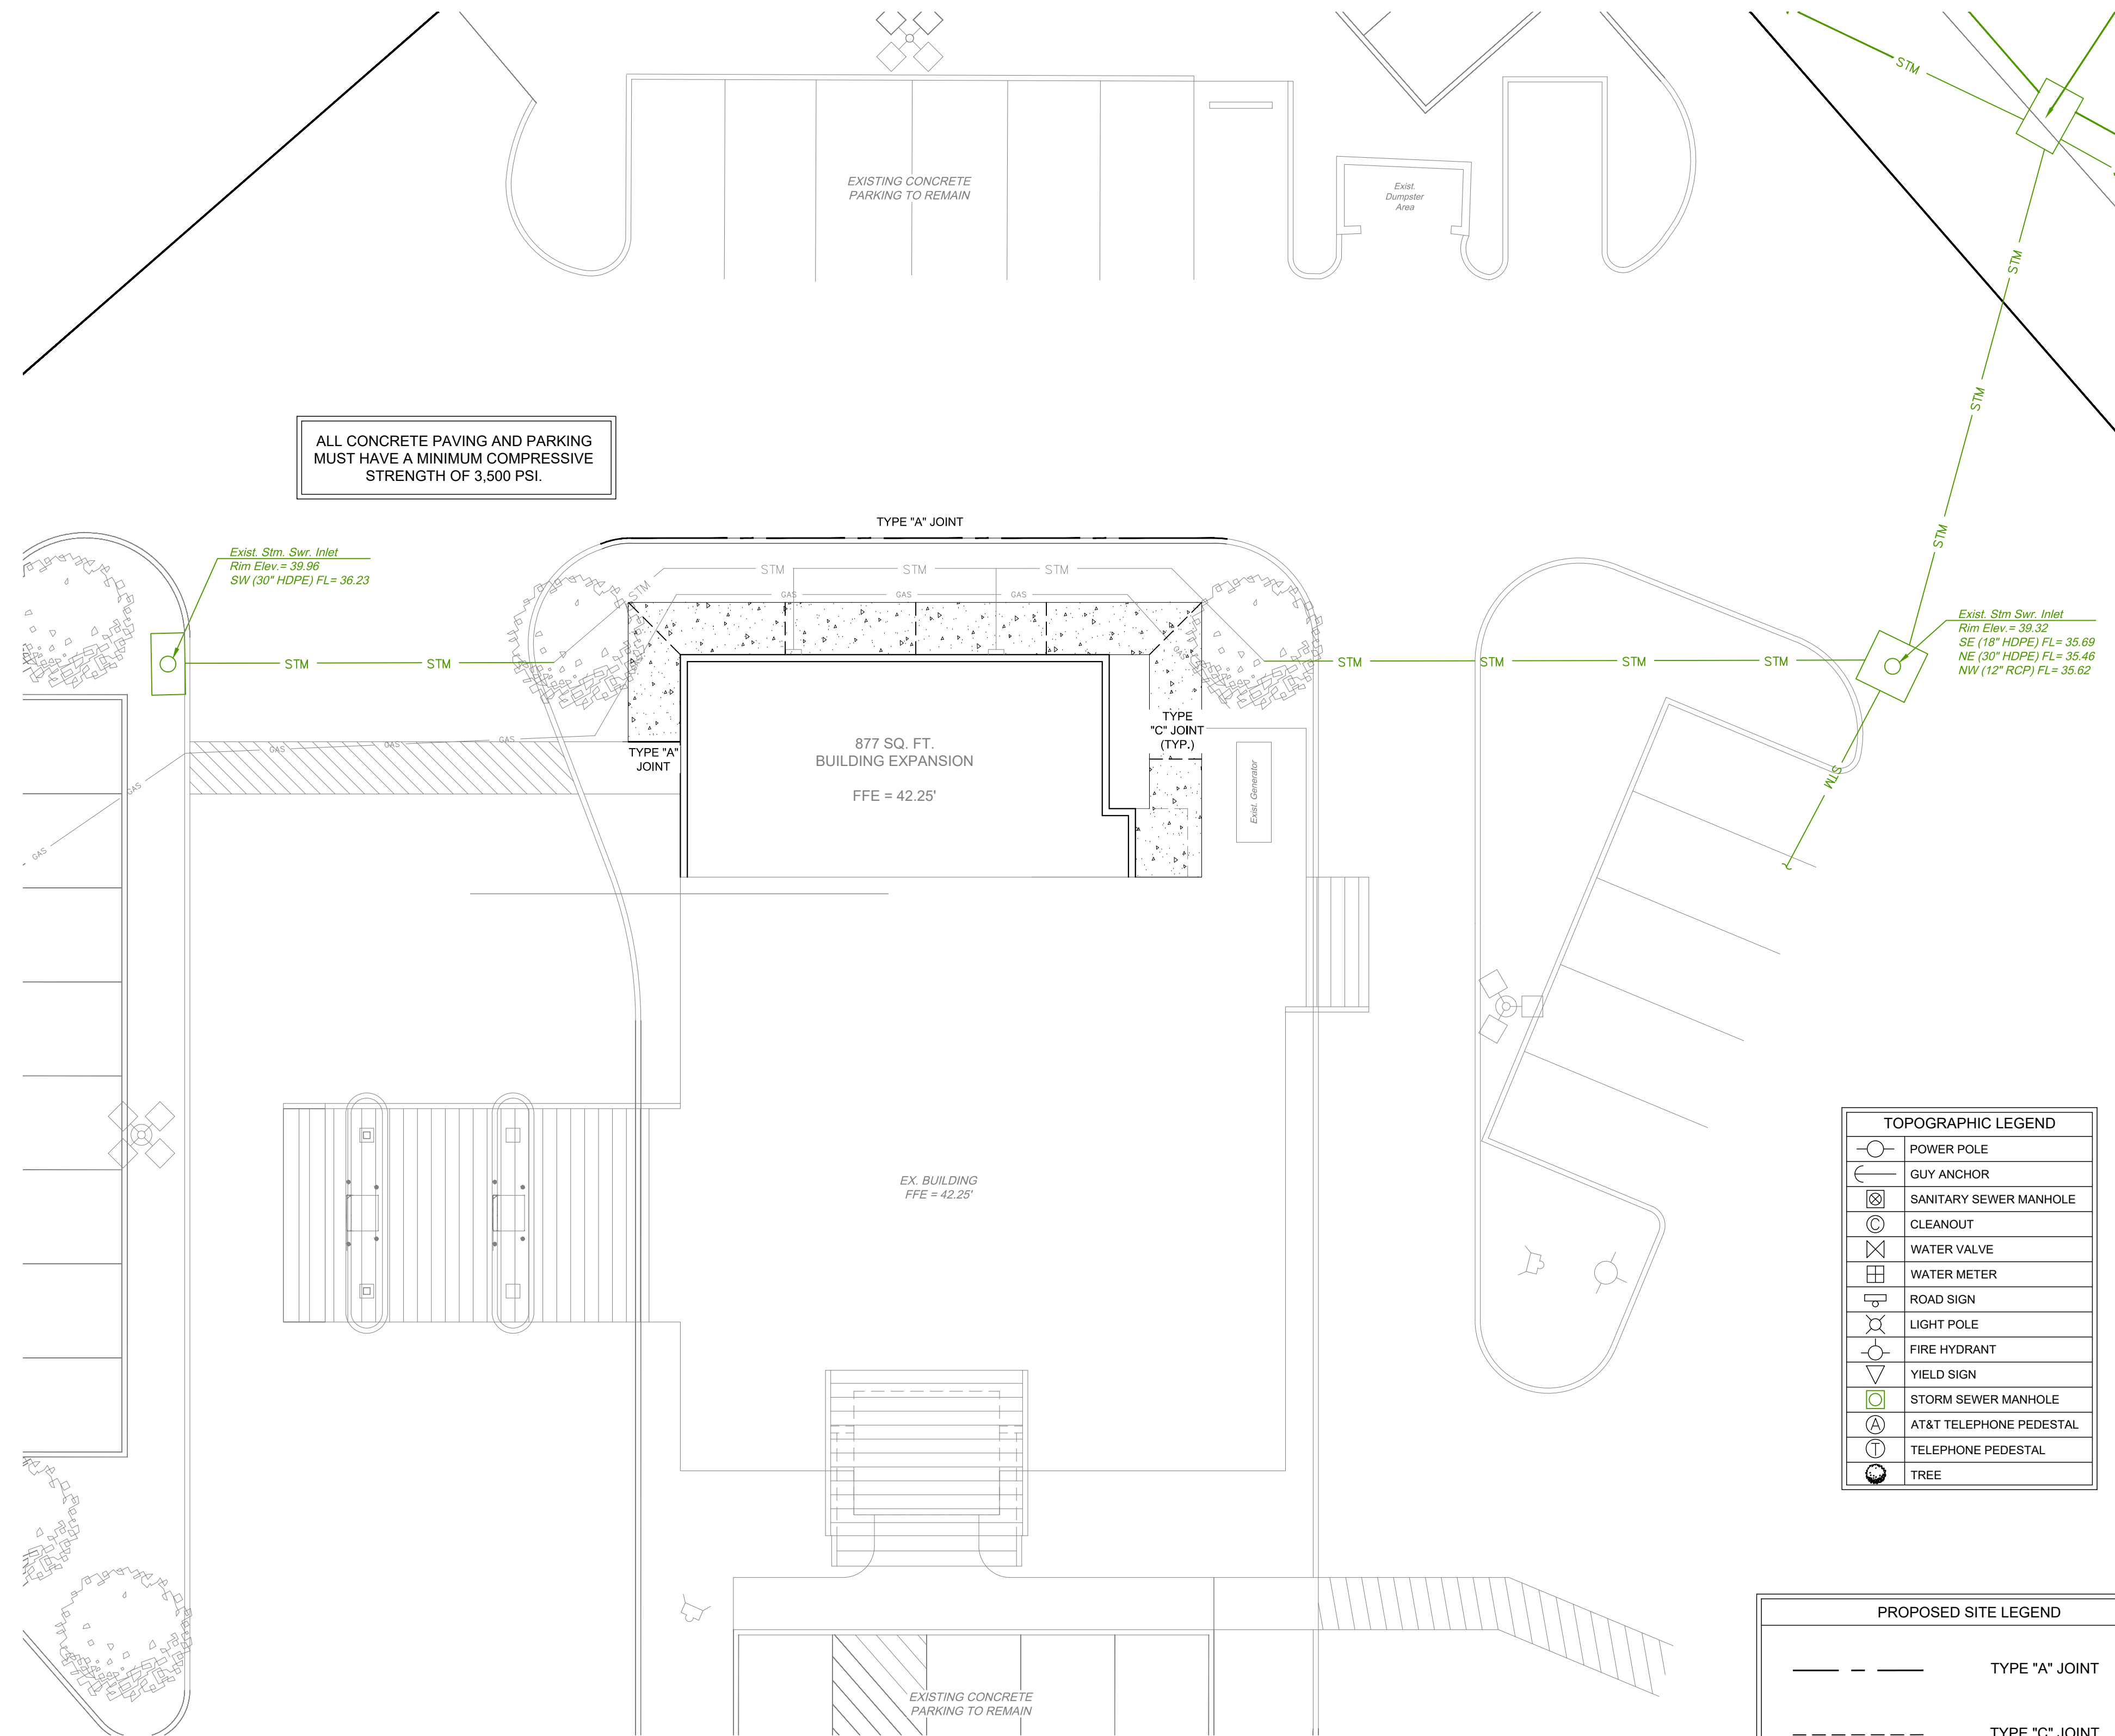 STM
STM
EXISTING CONCRETE
PARKING TO REMAIN
Exist.
Dumpster
Area
STM
STM
STM
ALL CONCRETE PAVING AND PARKING
MUST HAVE A MINIMUM COMPRESSIVE
STRENGTH OF 3,500 PSI.
TYPE "A" JOINT
Exist. Stm. Swr. Inlet
Rim Elev.= 39.96
SW (30" HDPE) FL= 36.23
STM
STM
STM
STM
GAS
GAS
GAS
GAS
GAS
Exist. Stm Swr. Inlet
Rim Elev.= 39.32
SE (18" HDPE) FL= 35.69
NE (30" HDPE) FL= 35.46
NW (12" RCP) FL= 35.62
STM
STM
STM
STM
STM
STM
STM
TYPE
"C" JOINT
(TYP.)
TYPE "A"
JOINT
877 SQ. FT.
BUILDING EXPANSION
FFE = 42.25'
Exist. Generator
GAS
GAS
GAS
GAS
GAS
EX. BUILDING
FFE = 42.25'
TOPOGRAPHIC LEGEND
POWER POLE
GUY ANCHOR
SANITARY SEWER MANHOLE
C CLEANOUT
WATER VALVE
WATER METER
ROAD SIGN
LIGHT POLE
FIRE HYDRANT
YIELD SIGN
STORM SEWER MANHOLE
A AT&T TELEPHONE PEDESTAL
T TELEPHONE PEDESTAL
TREE
PROPOSED SITE LEGEND
TYPE "A" JOINT
TYPE "C" JOINT
EXISTING CONCRETE
PARKING TO REMAIN